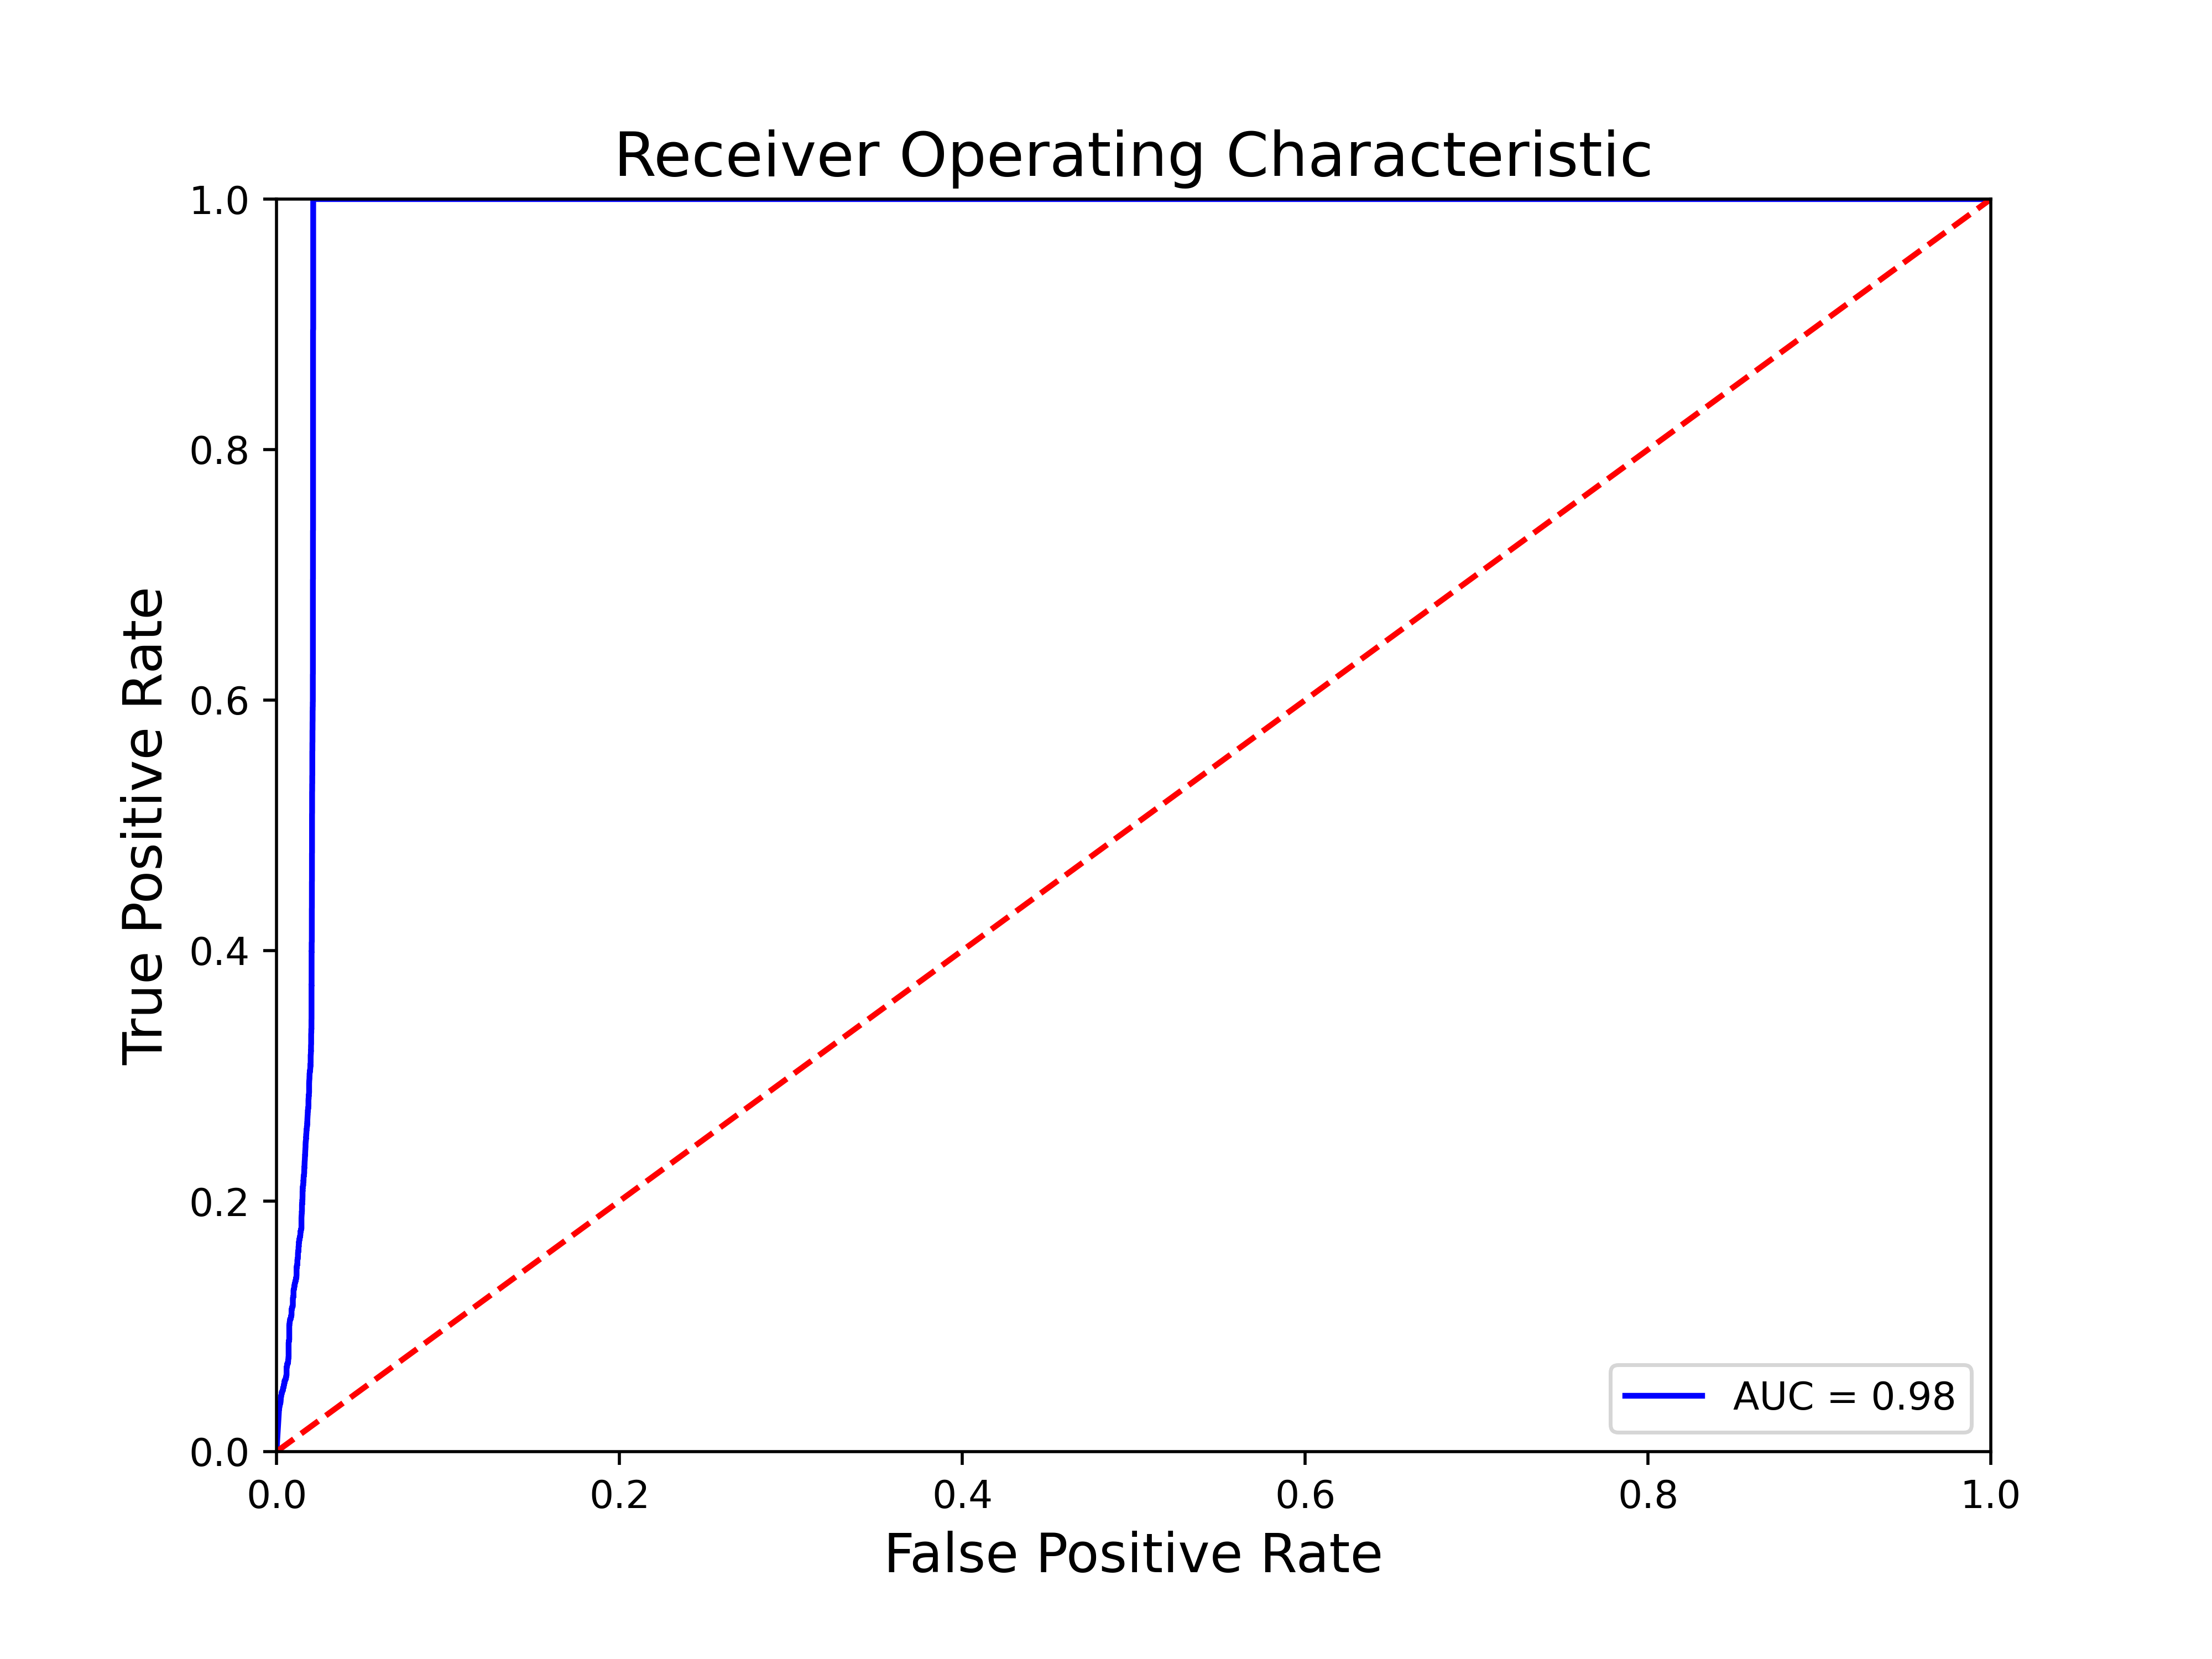 Receiver Operating Characteristic
1.0
0.8
0.6
0.4
0.2
0.0
True Positive Rate
AUC = 0.98
0.0 0.2 0.4 0.6 0.8 1.0
False Positive Rate